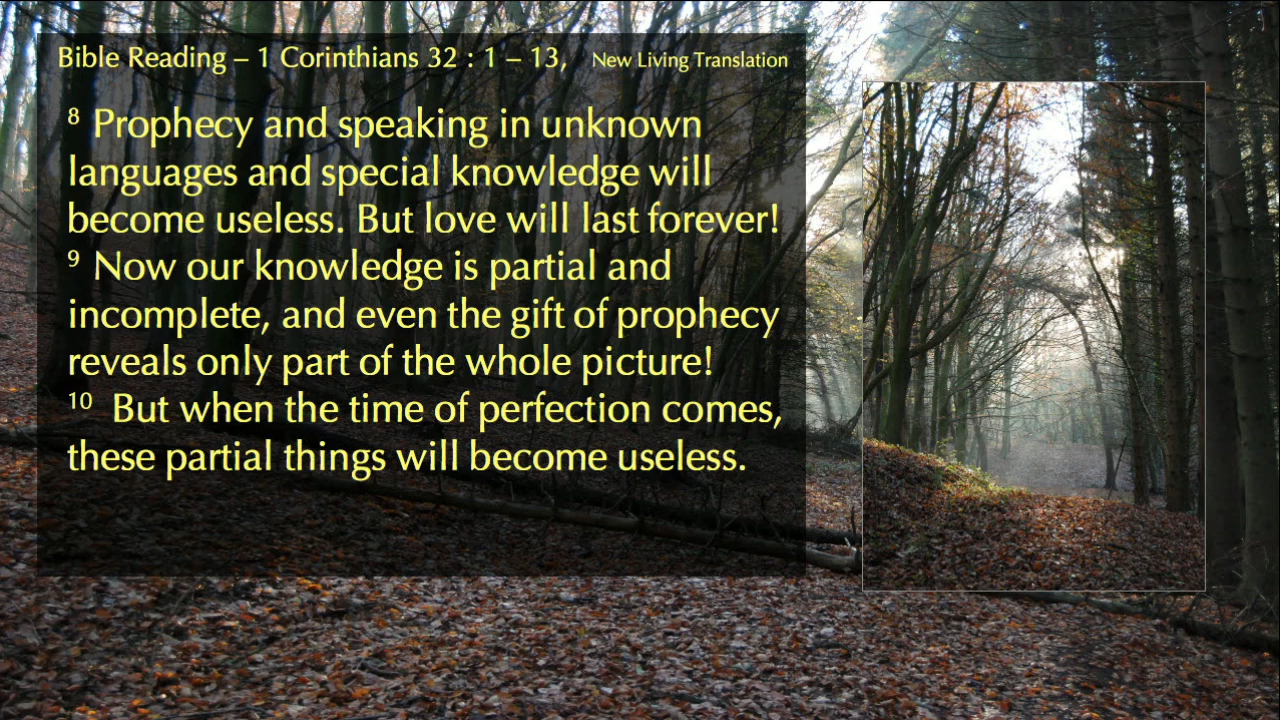 Bible Reading – 1 Corinthians 32 : 1 – 13, New Living Translation
8 Prophecy and speaking in unknown
languages and special knowledge will
become useless. But love will last forever!
9 Now our knowledge is partial and
incomplete, and even the gift of prophecy
reveals only part of the whole picture!
10 But when the time of perfection comes,
these partial things will become useless.